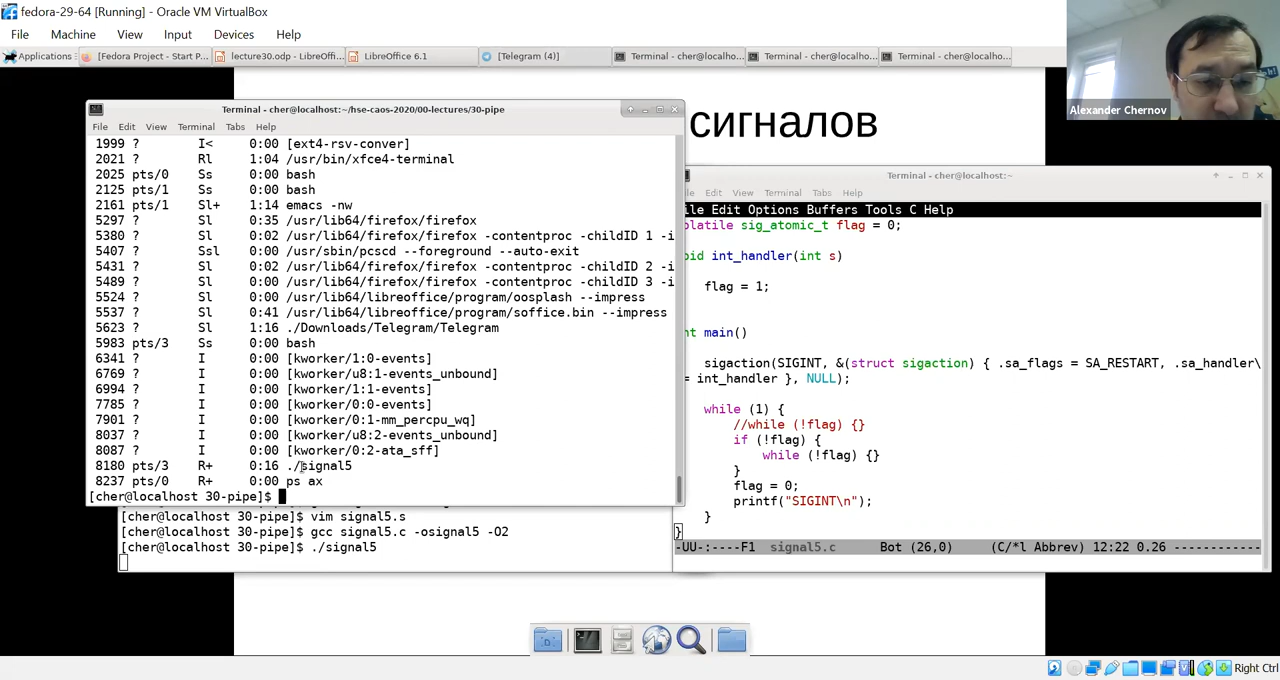 fedora-29-64 [Running] - Oracle VM VirtualBox
File Machine View Input Devices Help
Applications [Fedora Project - Start P... lecture30.odp - LibreOffi... LibreOffice 6.1 [Telegram (4)] Terminal - cher@localho... Terminal - cher@localho... Terminal - cher@localho...
Alexander Chernov
сигналов
Terminal - cher@localhost:~/hse-caos-2020/00-lectures/30-pipe
File Edit View Terminal Tabs Help
1999 ? I< 0:00 [ext4-rsv-conver]
2021 ? Rl 1:04 /usr/bin/xfce4-terminal
2025 pts/0 Ss 0:00 bash
2125 pts/1 Ss 0:00 bash
2161 pts/1 Sl+ 1:14 emacs -nw
5297 ? Sl 0:35 /usr/lib64/firefox/firefox
5380 ? Sl 0:02 /usr/lib64/firefox/firefox -contentproc -childID 1 -i
5407 ? Ssl 0:00 /usr/sbin/pcscd --foreground --auto-exit
5431 ? Sl 0:02 /usr/lib64/firefox/firefox -contentproc -childID 2 -i
5489 ? Sl 0:00 /usr/lib64/firefox/firefox -contentproc -childID 3 -i
5524 ? Sl 0:00 /usr/lib64/libreoffice/program/oosplash --impress
5537 ? Sl 0:41 /usr/lib64/libreoffice/program/soffice.bin --impress
5623 ? Sl 1:16 ./Downloads/Telegram/Telegram
5983 pts/3 Ss 0:00 bash
6341 ? I 0:00 [kworker/1:0-events]
6769 ? I 0:00 [kworker/u8:1-events_unbound]
6994 ? I 0:00 [kworker/1:1-events]
7785 ? I 0:00 [kworker/0:0-events]
7901 ? I 0:00 [kworker/0:1-mm_percpu_wq]
8037 ? I 0:00 [kworker/u8:2-events_unbound]
8087 ? I 0:00 [kworker/0:2-ata_sff]
8180 pts/3 R+ 0:16 ./signal5
8237 pts/0 R+ 0:00 ps ax
[cher@localhost 30-pipe]$
[cher@localhost 30-pipe]$ vim signal5.s
[cher@localhost 30-pipe]$ gcc signal5.c -osignal5 -O2
[cher@localhost 30-pipe]$ ./signal5
Terminal - cher@localhost:~
le Edit View Terminal Tabs Help
ile Edit Options Buffers Tools C Help
olatile sig_atomic_t flag = 0;
oid int_handler(int s)
flag = 1;
nt main()
sigaction(SIGINT, &(struct sigaction) { .sa_flags = SA_RESTART, .sa_handler\
= int_handler }, NULL);
while (1) {
//while (!flag) {}
if (!flag) {
while (!flag) {}
}
flag = 0;
printf("SIGINT\n");
}
}
-UU-:----F1 signal5.c Bot (26,0) (C/*l Abbrev) 12:22 0.26 ------------
Right Ctrl